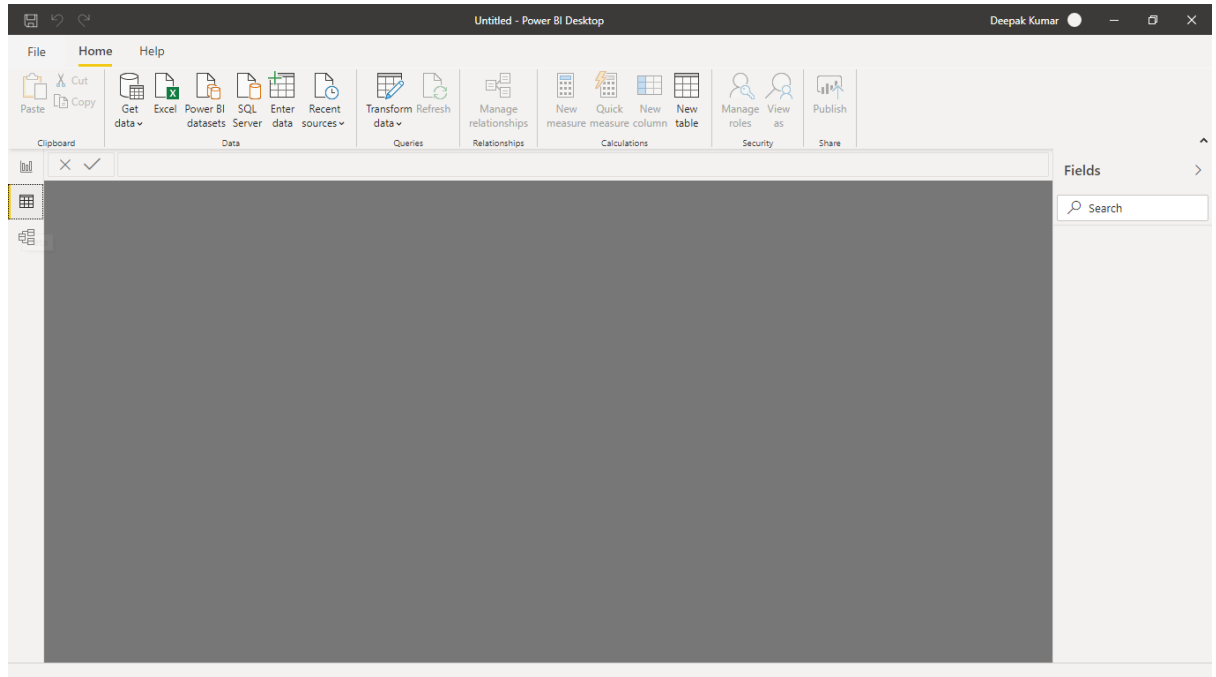 Untitled - Power BI Desktop
Deepak Kumar
File Home Help
Paste
Cut
Copy
Clipboard
Get data
Excel
Power BI datasets
SQL Server
Enter data
Recent sources
Data
Transform data
Refresh
Queries
Manage relationships
Relationships
New measure
Quick measure
New column
New table
Calculations
Manage roles
View as
Security
Publish
Share
Fields
Search